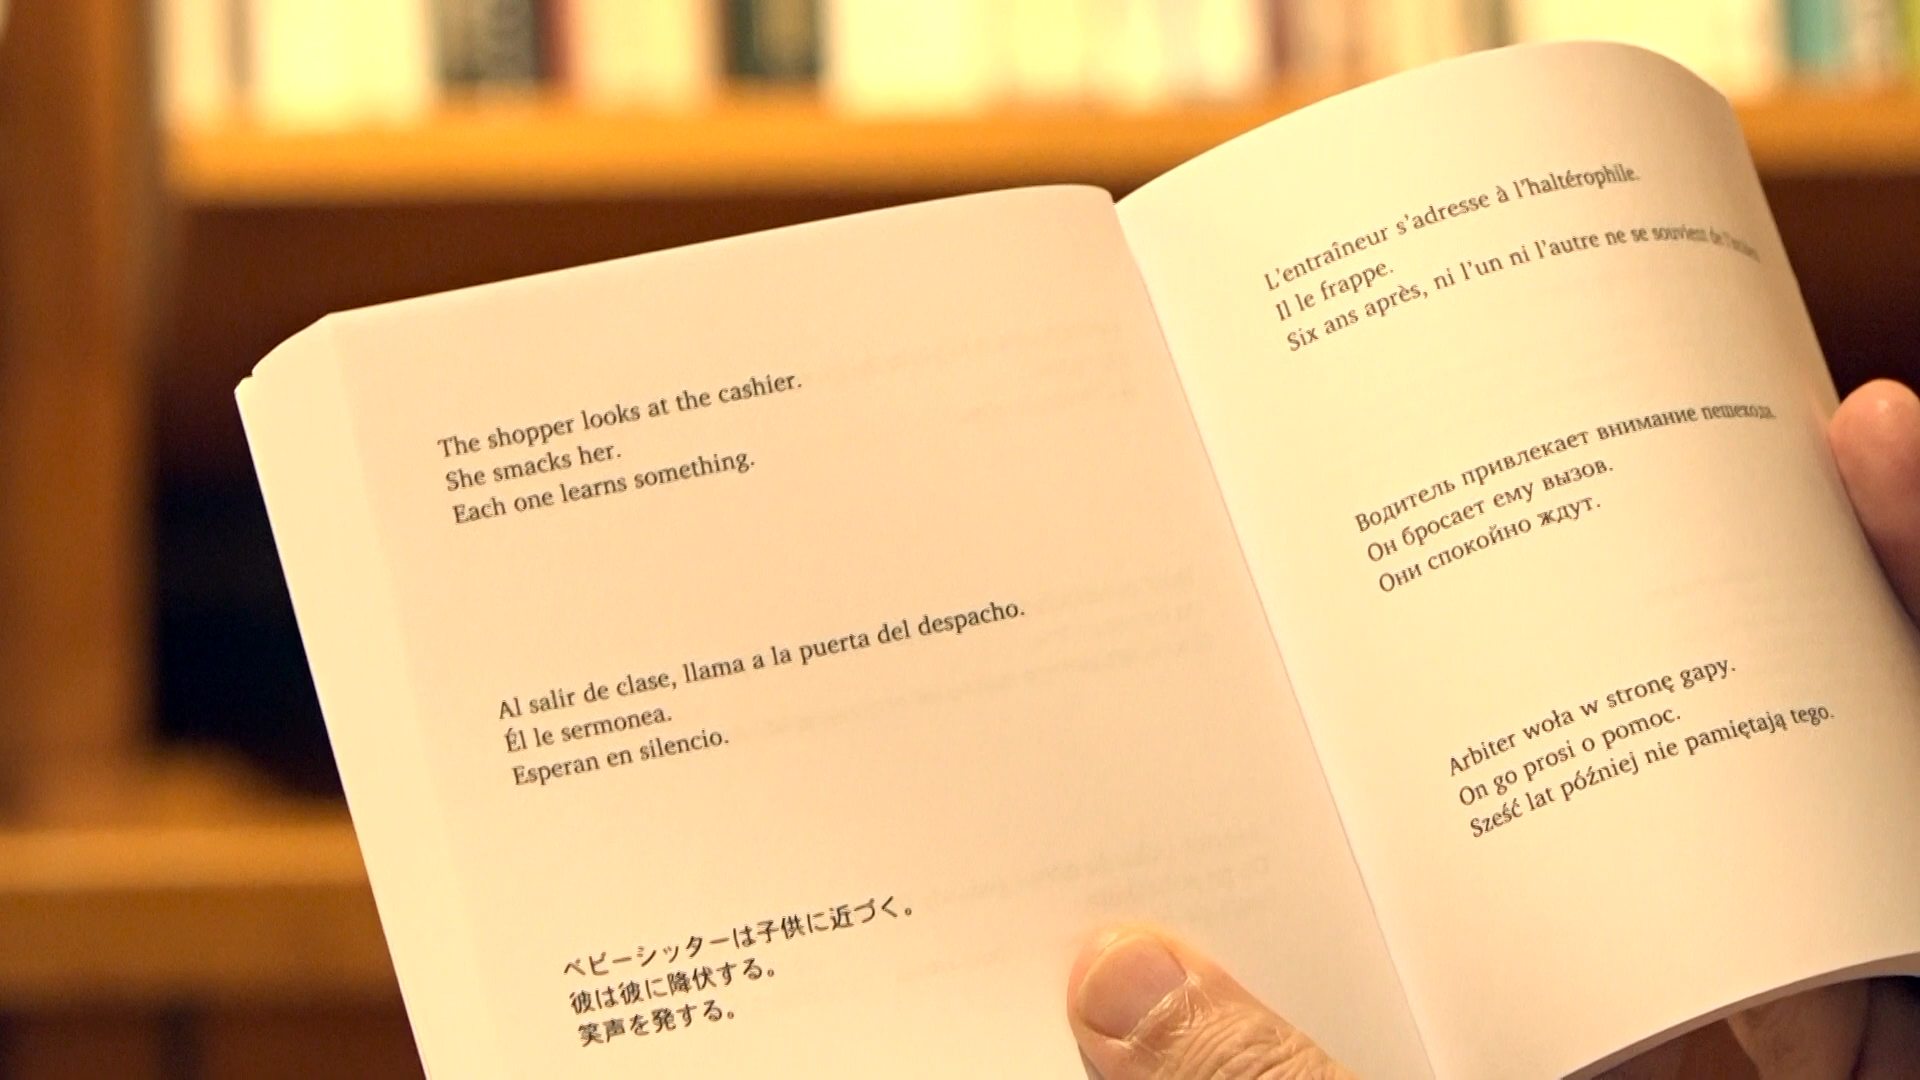 The shopper looks at the cashier.
She smacks her.
Each one learns something.
Al salir de clase, llama a la puerta del despacho.
Él le sermonea.
Esperan en silencio.
ベビーシッターは子供に近づく。
彼は彼に降伏する。
笑声を発する。
L'entraîneur s'adresse à l'haltérophile.
Il le frappe.
Six ans après, ni l'un ni l'autre ne se souvient de
Водитель привлекает внимание пешехода.
Он бросает ему вызов.
Они спокойно ждут.
Arbiter woła w stronę gapy.
On go prosi o pomoc.
Sześć lat później nie pamiętają tego.